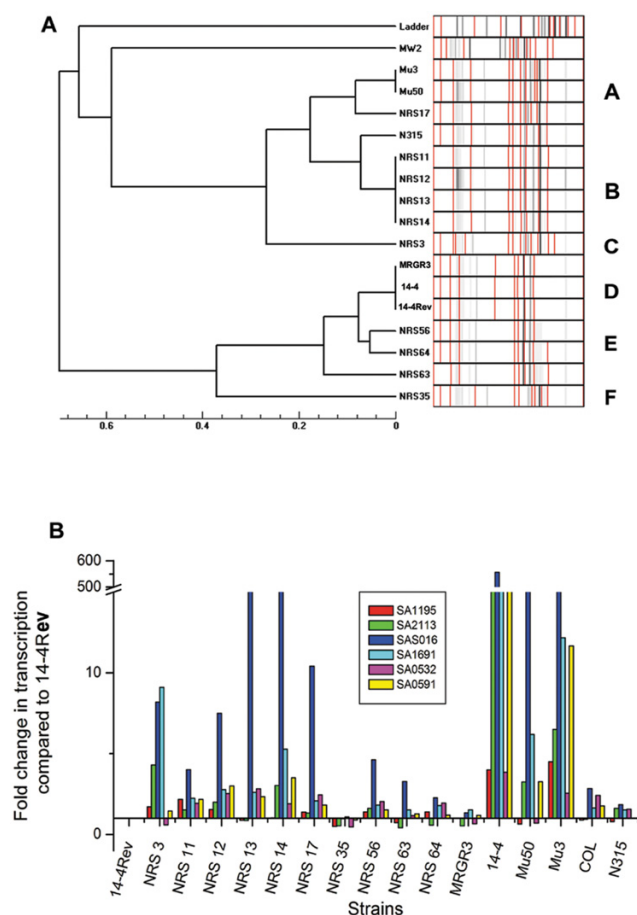 A
Ladder
MW2
Mu3
Mu50
NRS17
N315
NRS11
NRS12
NRS13
NRS14
NRS3
MRGR3
14-4
14-4Rev
NRS56
NRS64
NRS63
NRS35
A
B
C
D
E
F
0.6 0.4 0.2 0
B
Fold change in transcription
compared to 14-4Rev
600
500
10
0
SA1195
SA2113
SAS016
SA1691
SA0532
SA0591
14-4Rev
NRS 3
NRS 11
NRS 12
NRS 13
NRS 14
NRS 17
NRS 35
NRS 56
NRS 63
NRS 64
MRGR3
14-4
Mu50
Mu3
COL
N315
Strains